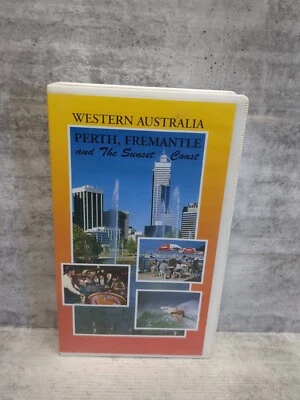 WESTERN AUSTRALIA
PERTH, FREMANTLE
and The Sunset Coast